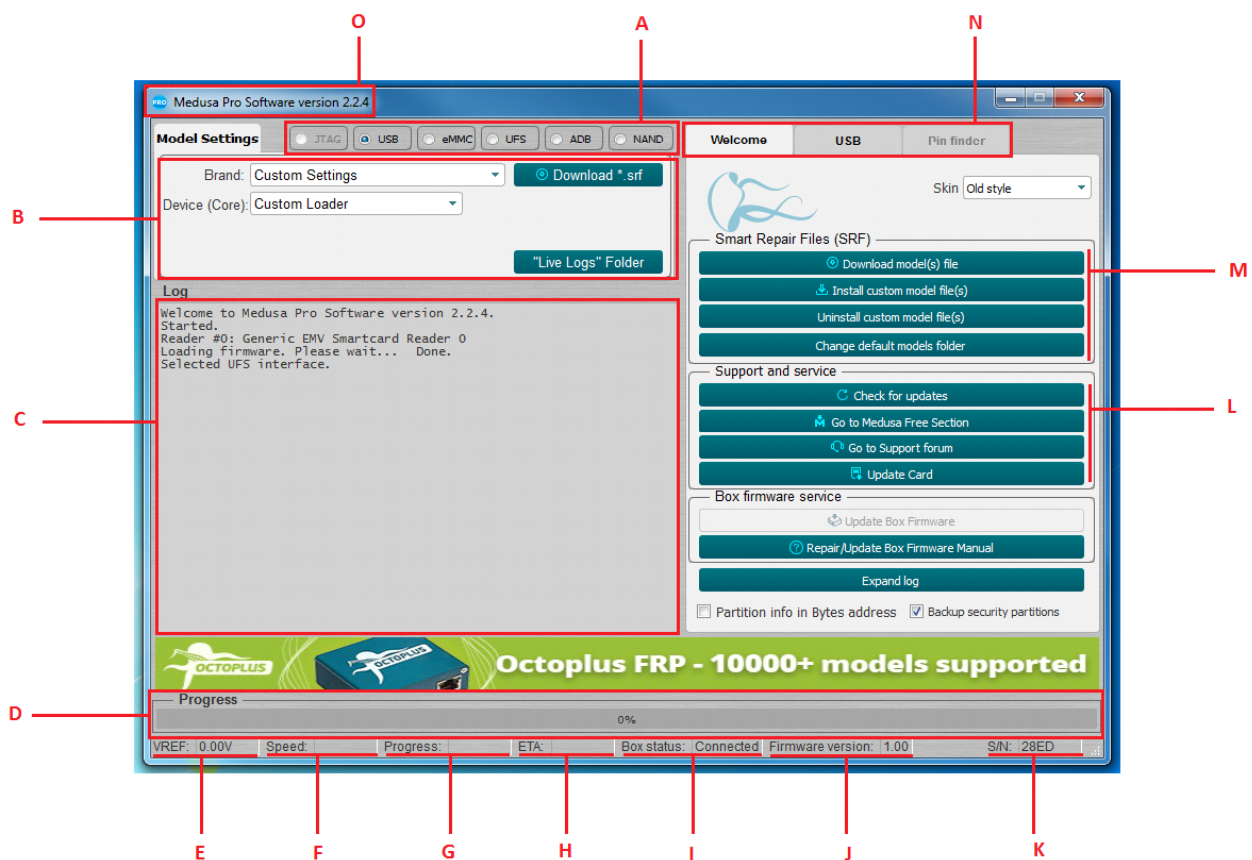 O
A
N
PRO Medusa Pro Software version 2.2.4
Model Settings
JTAG USB eMMC UFS ADB NAND
Welcome USB Pin finder
Brand: Custom Settings Download *.srf
Device (Core): Custom Loader
"Live Logs" Folder
B
Skin Old style
Smart Repair Files (SRF)
Download model(s) file
Install custom model file(s)
Uninstall custom model file(s)
Change default models folder
M
Log
Welcome to Medusa Pro Software version 2.2.4.
Started.
Reader #0: Generic EMV Smartcard Reader 0
Loading firmware. Please wait... Done.
Selected UFS interface.
C
Support and service
Check for updates
Go to Medusa Free Section
Go to Support forum
Update Card
L
Box firmware service
Update Box Firmware
Repair/Update Box Firmware Manual
Expand log
Partition info in Bytes address Backup security partitions
OCTOPLUS
OCTOPLUS
Octoplus FRP - 10000+ models supported
D
Progress
0%
VREF: 0.00V Speed: Progress: ETA: Box status: Connected Firmware version: 1.00 S/N: 28ED
E
F
G
H
I
J
K